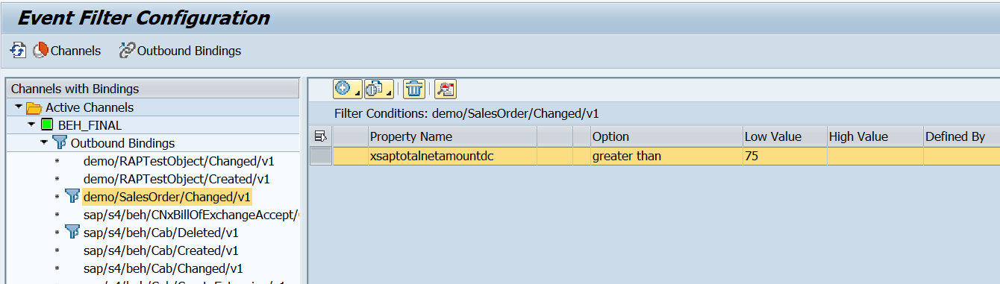 Event Filter Configuration
Channels Outbound Bindings
Channels with Bindings
Active Channels
BEH_FINAL
Outbound Bindings
demo/RAPTestObject/Changed/v1
demo/RAPTestObject/Created/v1
demo/SalesOrder/Changed/v1
sap/s4/beh/CNxBillOfExchangeAccept/
sap/s4/beh/Cab/Deleted/v1
sap/s4/beh/Cab/Created/v1
sap/s4/beh/Cab/Changed/v1
Filter Conditions: demo/SalesOrder/Changed/v1
Property Name Option Low Value High Value Defined By
xsaptotalnetamountdc greater than 75